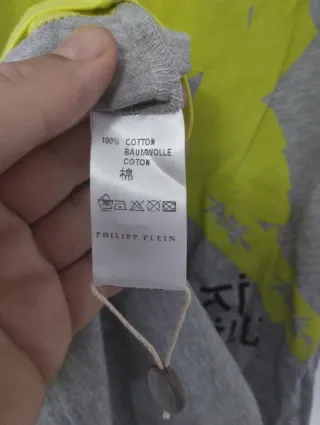 100% COTTON
BAUMWOLLE
COTON
棉
PHILIPP PLEIN